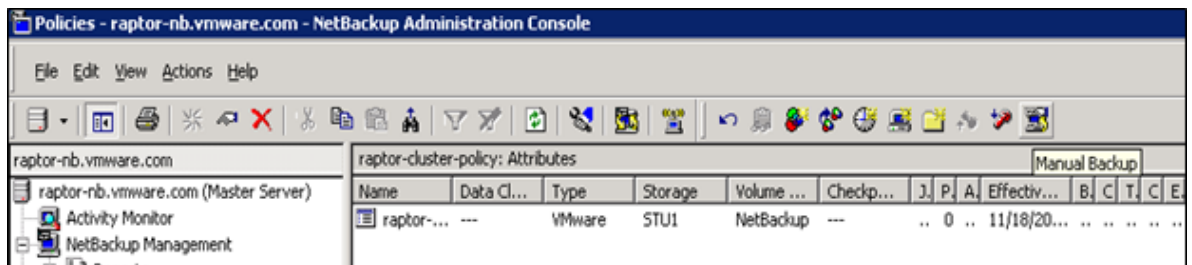 Policies - raptor-nb.vmware.com - NetBackup Administration Console
File Edit View Actions Help
raptor-nb.vmware.com
raptor-cluster-policy: Attributes
Manual Backup
raptor-nb.vmware.com (Master Server)
Name Data Cl... Type Storage Volume ... Checkp... J. P. A. Effectiv... B. C T. C E.
Activity Monitor
raptor-... --- VMware STU1 NetBackup --- .. 0 .. 11/18/20... .. .. .. .. ..
NetBackup Management